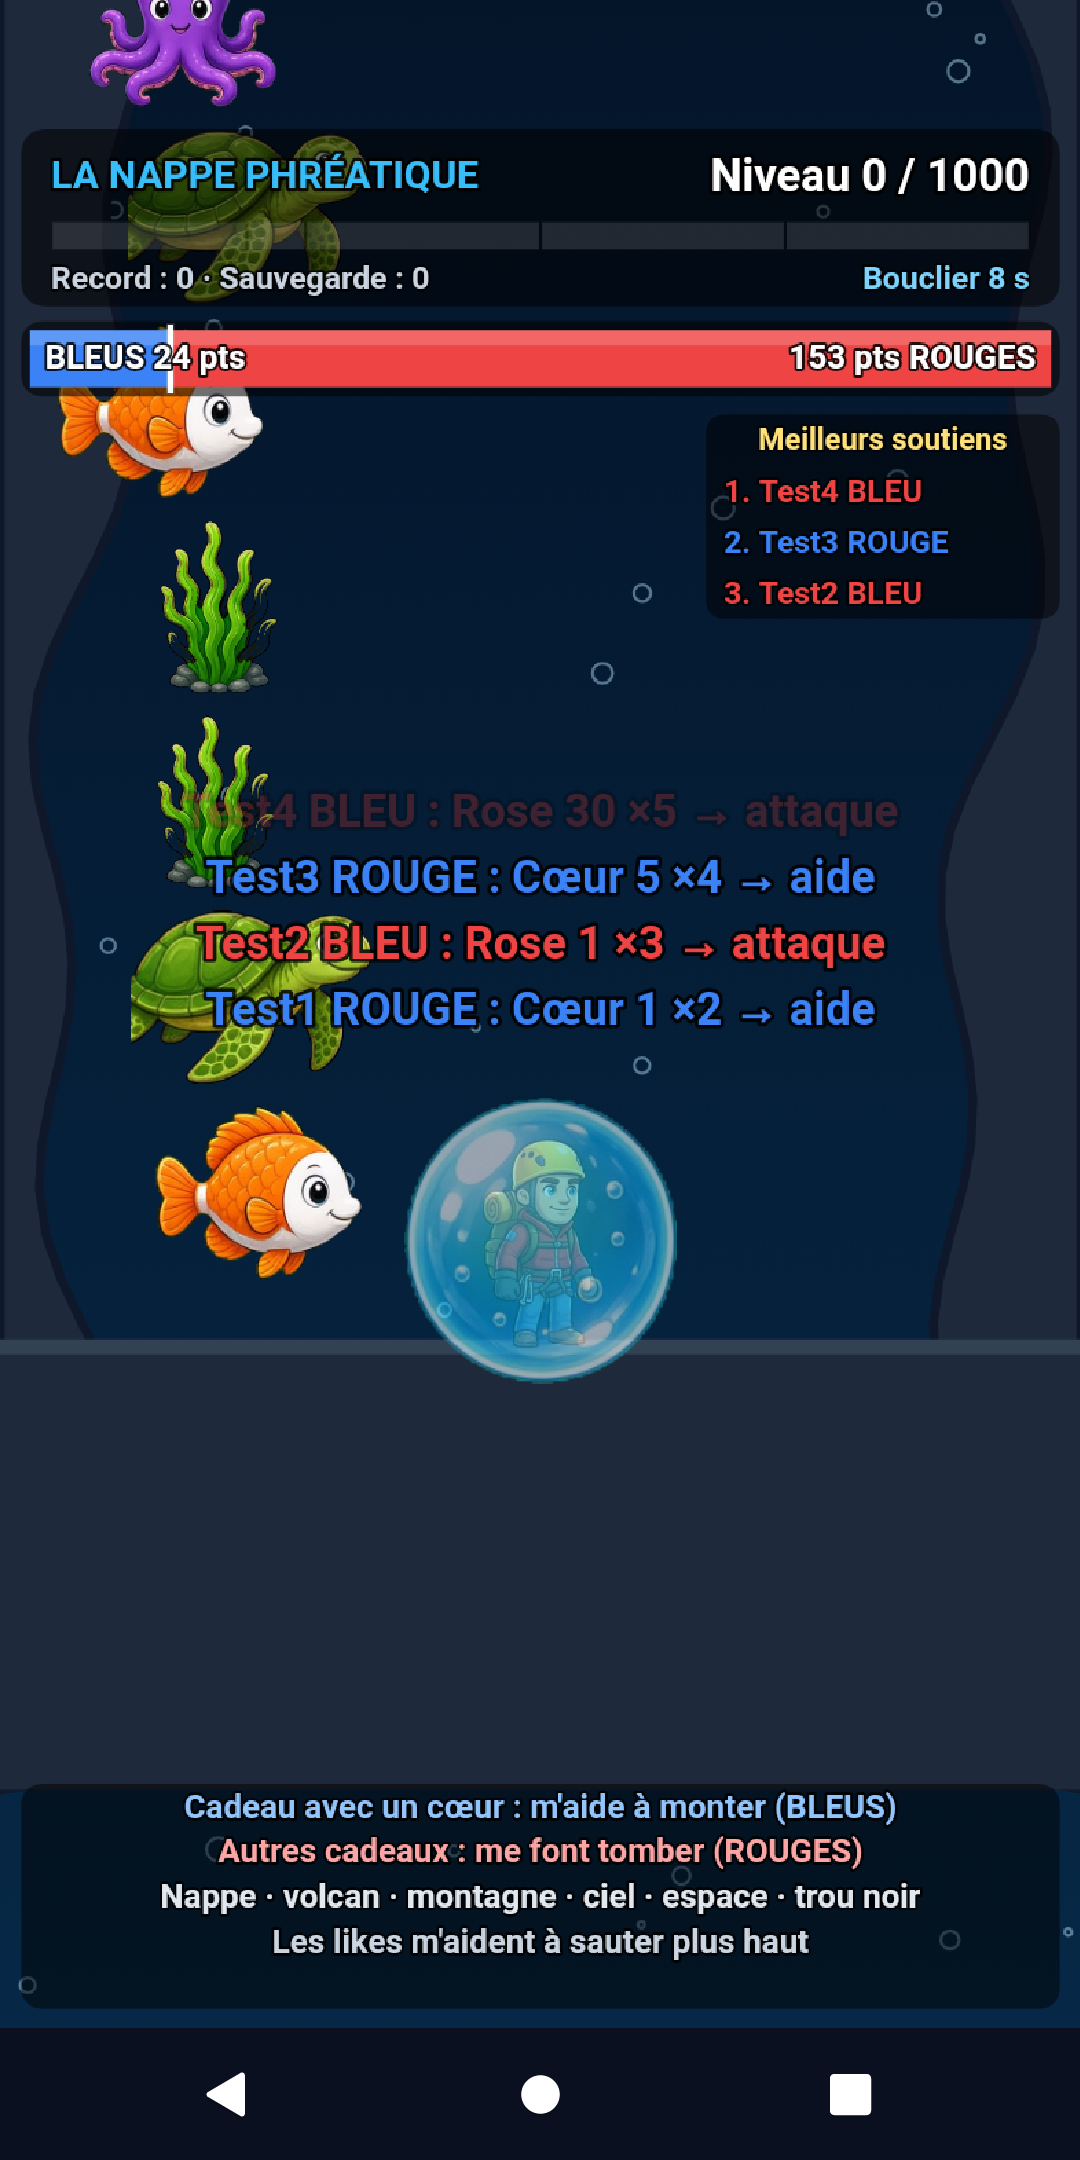 LA NAPPE PHRÉATIQUE
Niveau 0 / 1000
Record : 0 · Sauvegarde : 0
Bouclier 8 s
BLEUS 24 pts
153 pts ROUGES
Meilleurs soutiens
1. Test4 BLEU
2. Test3 ROUGE
3. Test2 BLEU
Test4 BLEU : Rose 30 ×5 → attaque
Test3 ROUGE : Cœur 5 ×4 → aide
Test2 BLEU : Rose 1 ×3 → attaque
Test1 ROUGE : Cœur 1 ×2 → aide
Cadeau avec un cœur : m'aide à monter (BLEUS)
Autres cadeaux : me font tomber (ROUGES)
Nappe · volcan · montagne · ciel · espace · trou noir
Les likes m'aident à sauter plus haut